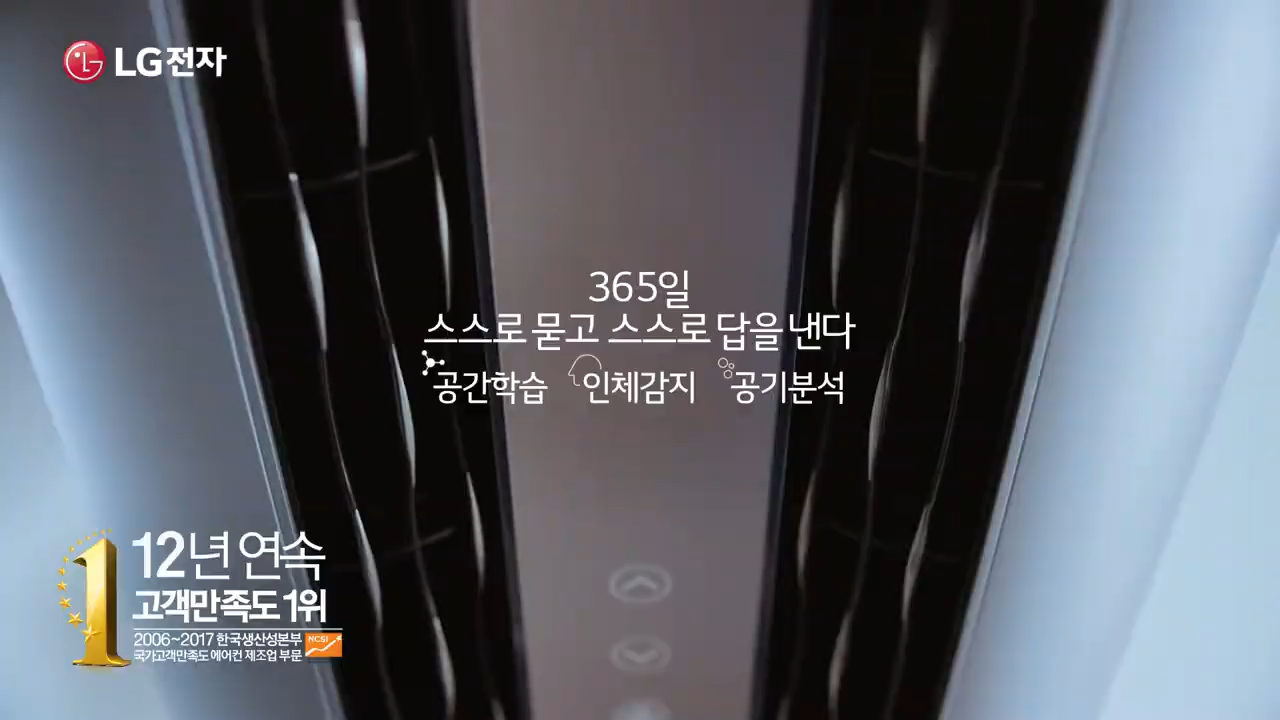 LG전자
365일
스스로 묻고 스스로 답을 낸다
공간학습 인체감지 공기분석
1 12년 연속
고객만족도 1위
2006~2017 한국생산성본부 NCSI
국가고객만족도 에어컨 제조업 부문